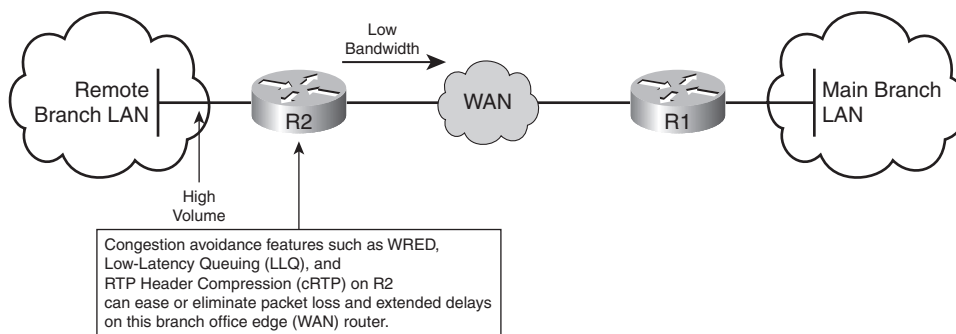 Low
Bandwidth
Remote
Branch LAN
R2
WAN
R1
Main Branch
LAN
High
Volume
Congestion avoidance features such as WRED,
Low-Latency Queuing (LLQ), and
RTP Header Compression (cRTP) on R2
can ease or eliminate packet loss and extended delays
on this branch office edge (WAN) router.